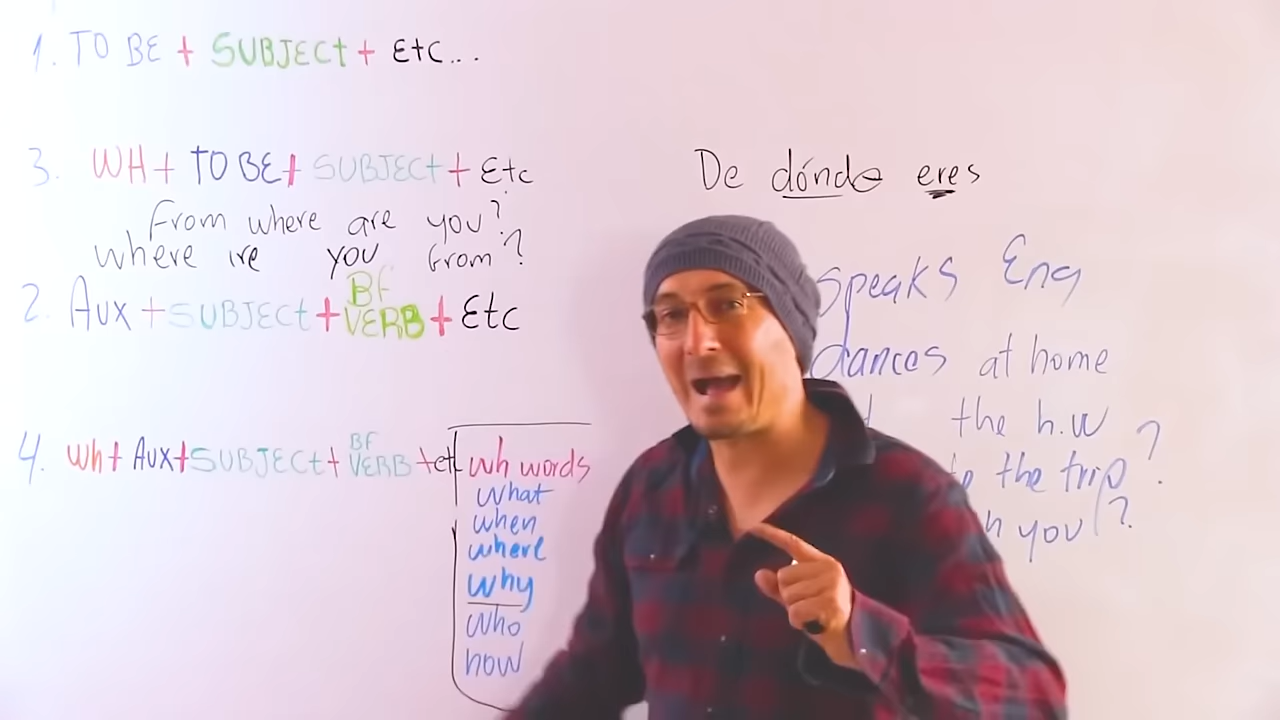 1. TO BE + SUBJECT + Etc...
3. WH + TO BE + SUBJECT + Etc
From where are you?
where are you from?
2. Aux + SUBJECT + BF VERB + Etc
4. Wh + Aux + SUBJECT + BF VERB + etc
wh words
what
when
where
why
who
how
De dónde eres
speaks Eng
dances at home
the h.w
the trip?
you?